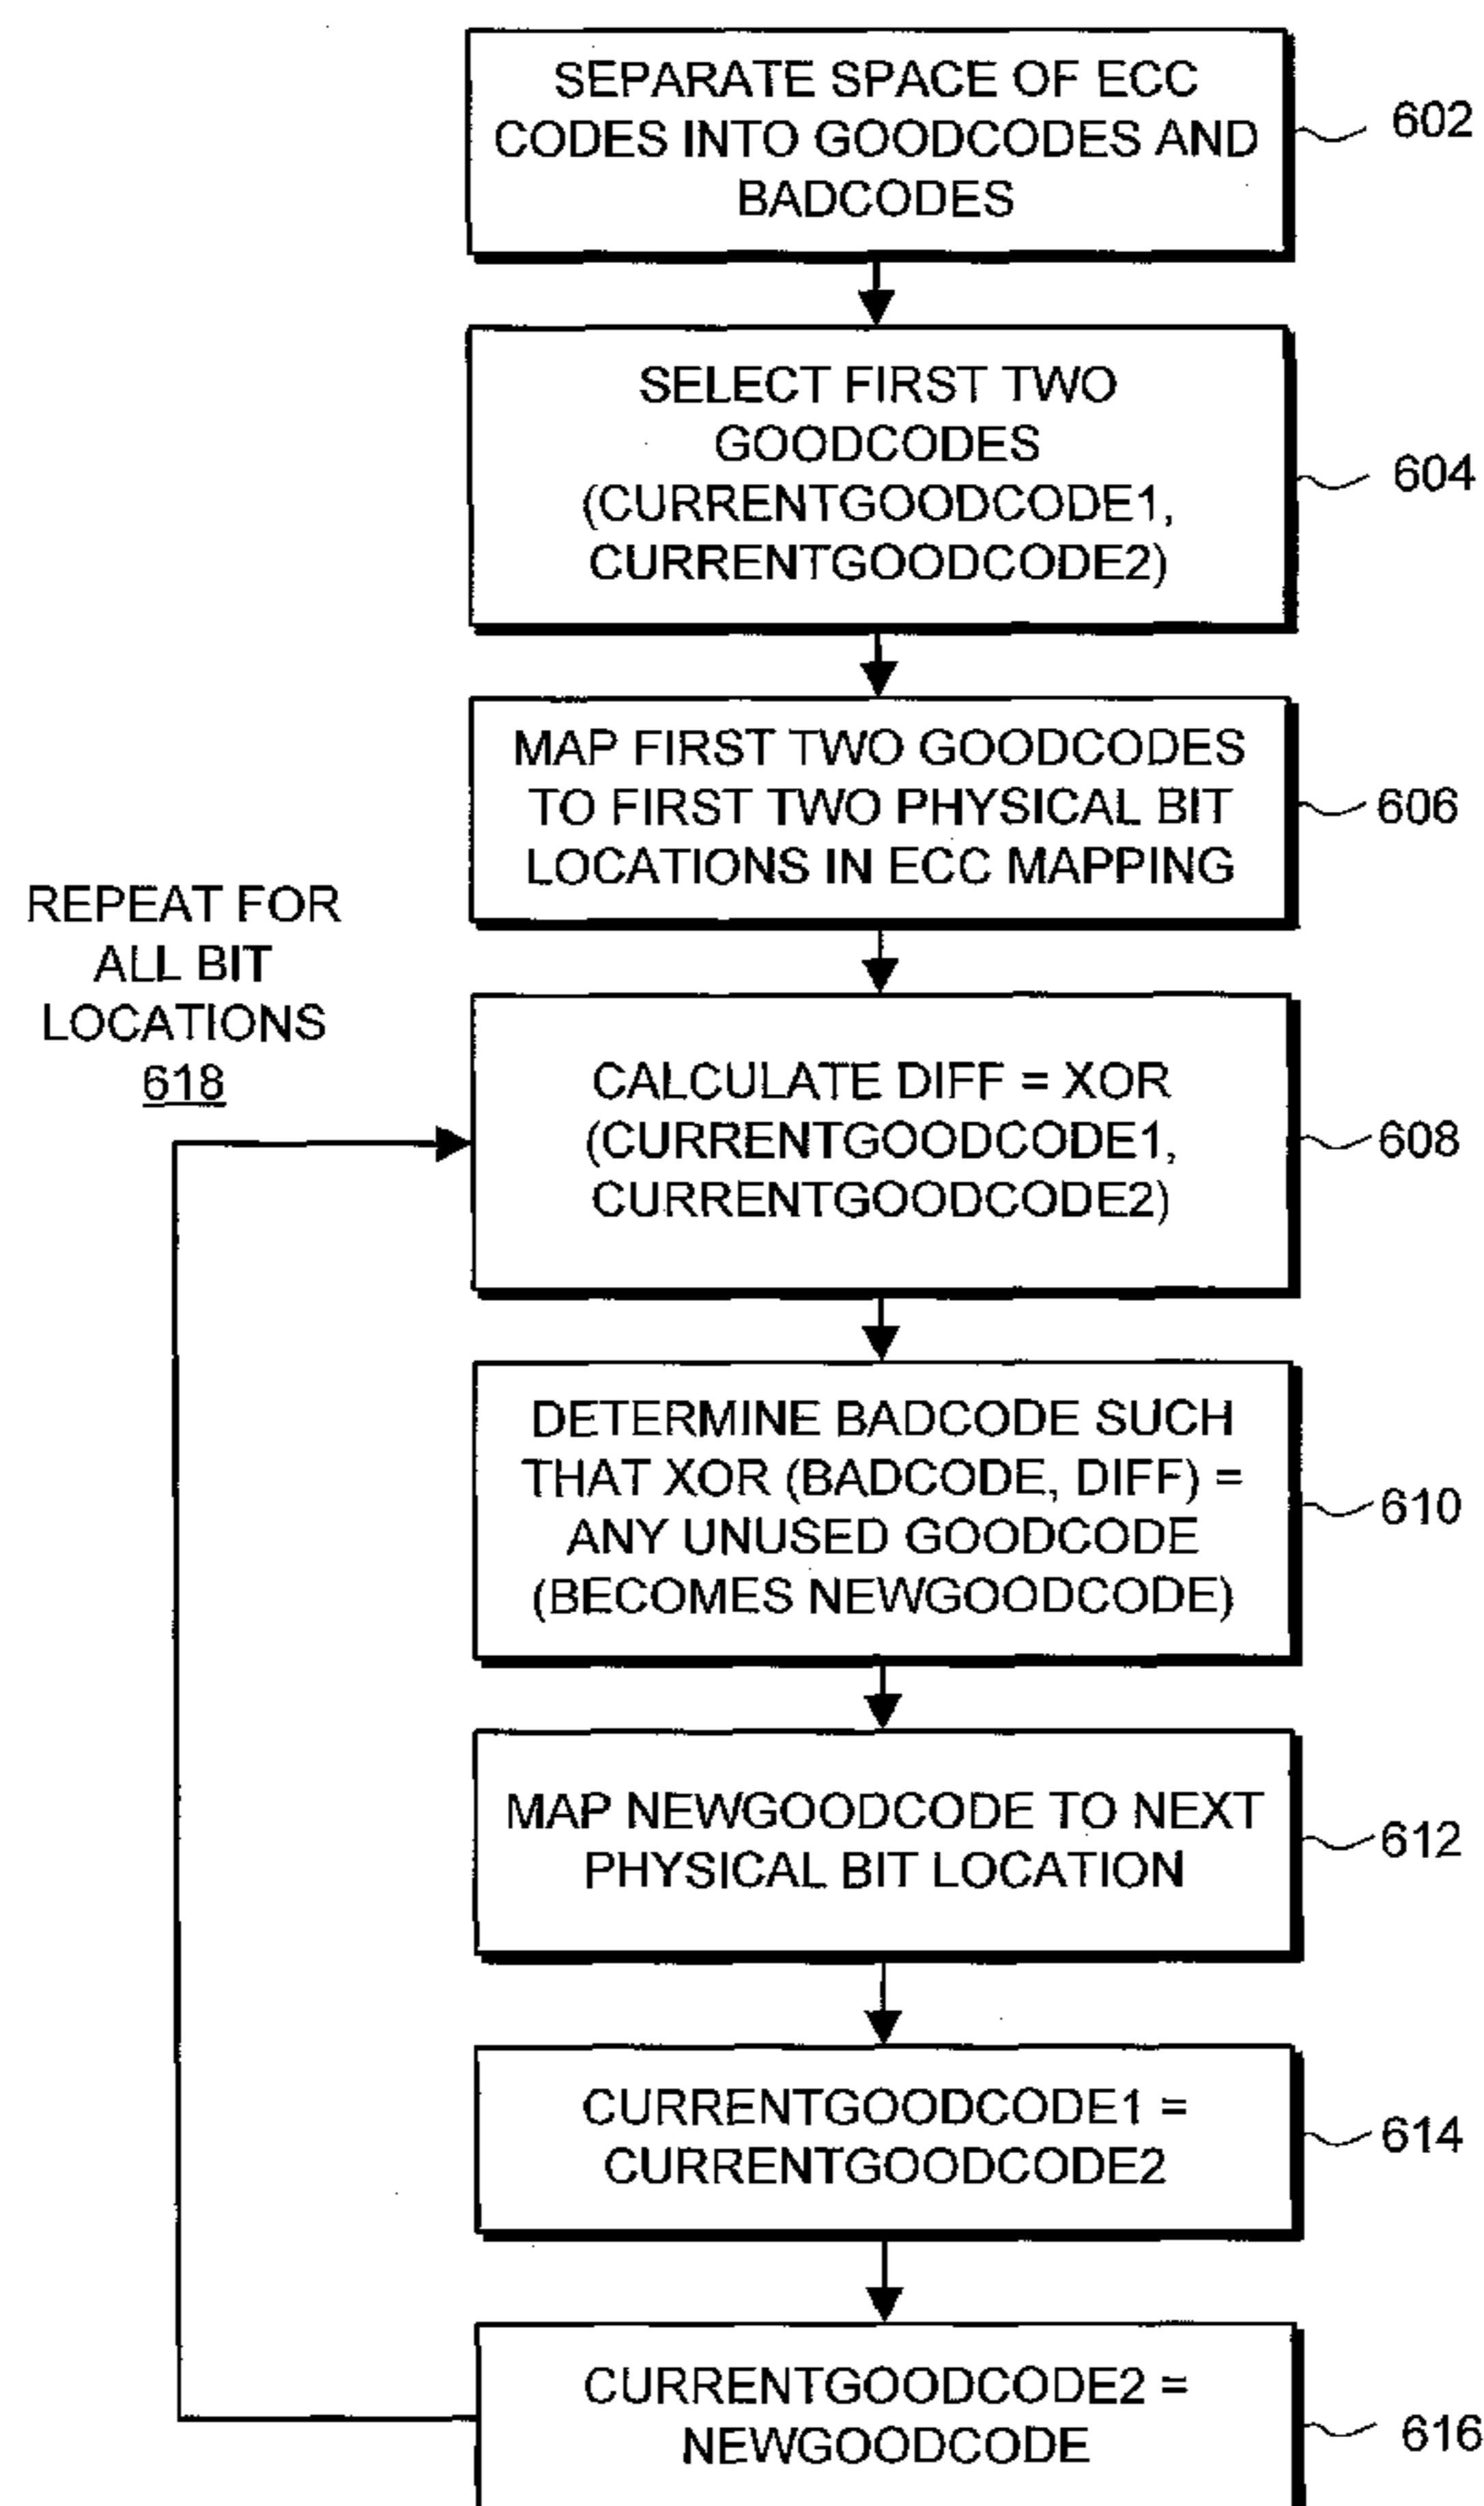 SEPARATE SPACE OF ECC
CODES INTO GOODCODES AND
BADCODES
602
SELECT FIRST TWO
GOODCODES
(CURRENTGOODCODE1,
CURRENTGOODCODE2)
604
MAP FIRST TWO GOODCODES
TO FIRST TWO PHYSICAL BIT
LOCATIONS IN ECC MAPPING
606
REPEAT FOR
ALL BIT
LOCATIONS
618
CALCULATE DIFF = XOR
(CURRENTGOODCODE1,
CURRENTGOODCODE2)
608
DETERMINE BADCODE SUCH
THAT XOR (BADCODE, DIFF) =
ANY UNUSED GOODCODE
(BECOMES NEWGOODCODE)
610
MAP NEWGOODCODE TO NEXT
PHYSICAL BIT LOCATION
612
CURRENTGOODCODE1 =
CURRENTGOODCODE2
614
CURRENTGOODCODE2 =
NEWGOODCODE
616